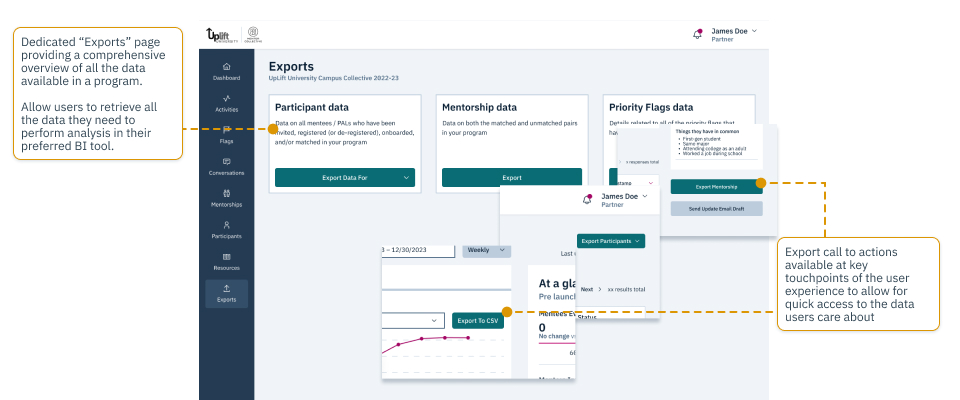 Dedicated “Exports” page
providing a comprehensive
overview of all the data
available in a program.
Allow users to retrieve all
the data they need to
perform analysis in their
preferred BI tool.
Uplift
UNIVERSITY
James Doe
Partner
Dashboard
Activities
Flags
Conversations
Mentorships
Participants
Resources
Exports
Exports
UpLift University Campus Collective 2022-23
Participant data
Data on all mentees / PALs who have been
invited, registered (or de-registered), onboarded,
and/or matched in your program
Export Data For
Mentorship data
Data on both the matched and unmatched pairs
in your program
Export
Priority Flags data
Details related to all of the priority flags that
hav
x responses total
stamp
Things they have in common
• First-gen student
• Same major
• Attending college as an adult
• Worked a job during school
Export Mentorship
Send Update Email Draft
James Doe
Partner
Export Participants
Last
Next > xx results total
Status
3 – 12/30/2023
Weekly
Export To CSV
At a gla
Pre launch
Mentees E
0
No change v
Export call to actions
available at key
touchpoints of the user
experience to allow for
quick access to the data
users care about